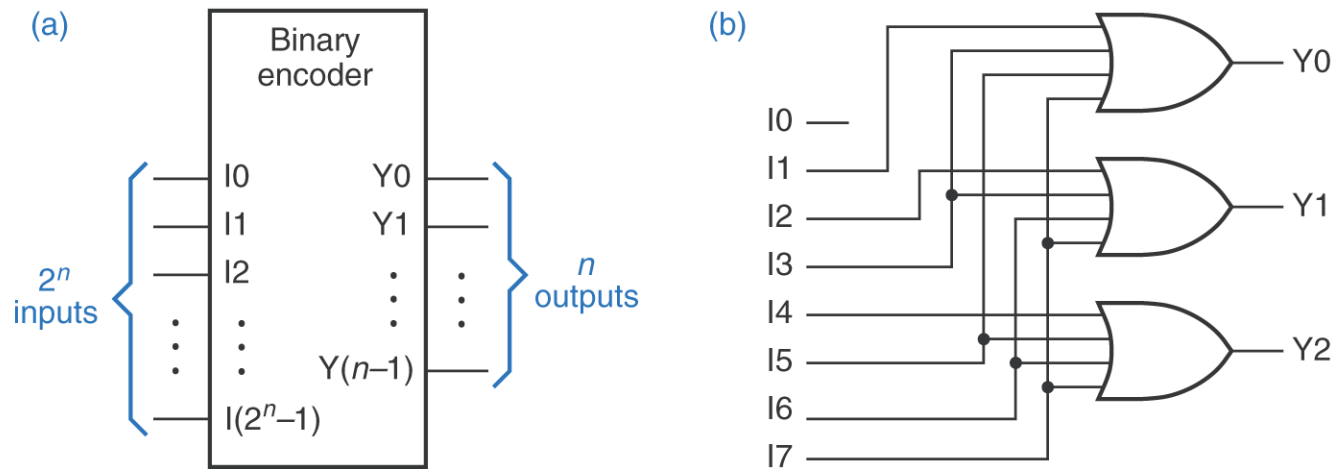 (a)
Binary
encoder
I0
I1
I2
I(2ⁿ–1)
Y0
Y1
Y(n–1)
2ⁿ
inputs
n
outputs
(b)
I0
I1
I2
I3
I4
I5
I6
I7
Y0
Y1
Y2